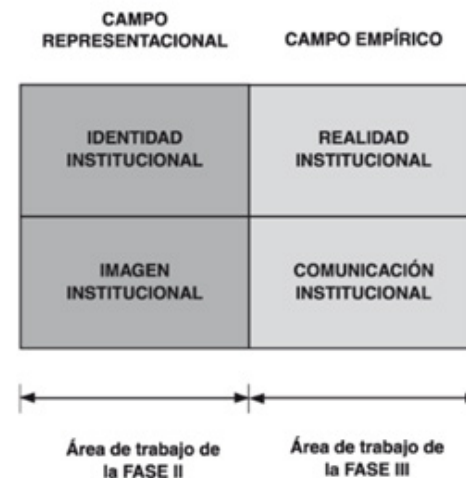 CAMPO
REPRESENTACIONAL
CAMPO EMPÍRICO
IDENTIDAD
INSTITUCIONAL
REALIDAD
INSTITUCIONAL
IMAGEN
INSTITUCIONAL
COMUNICACIÓN
INSTITUCIONAL
Área de trabajo de
la FASE II
Área de trabajo de
la FASE III